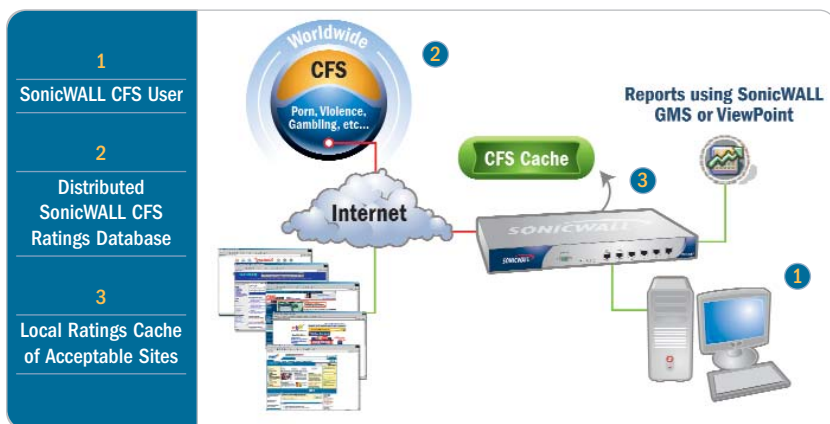 1
SonicWALL CFS User
2
Distributed
SonicWALL CFS
Ratings Database
3
Local Ratings Cache
of Acceptable Sites
Worldwide
CFS
Porn, Violence,
Gambling, etc...
2
Reports using SonicWALL
GMS or ViewPoint
CFS Cache
3
Internet
SONICWALL
SONICWALL
1